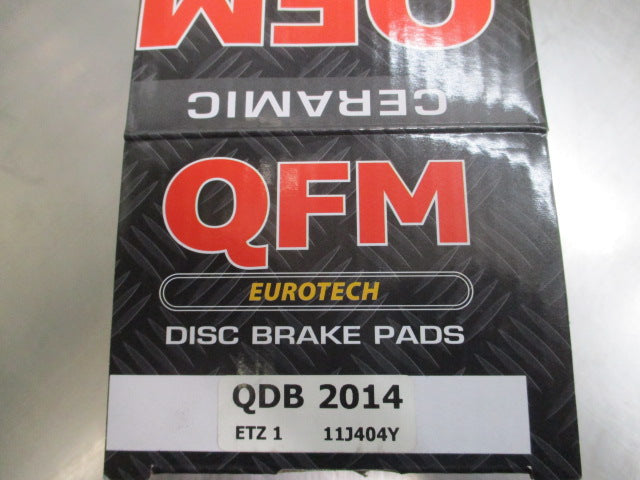 QFM
CERAMIC
QFM
EUROTECH
DISC BRAKE PADS
QDB 2014
ETZ 1 11J404Y